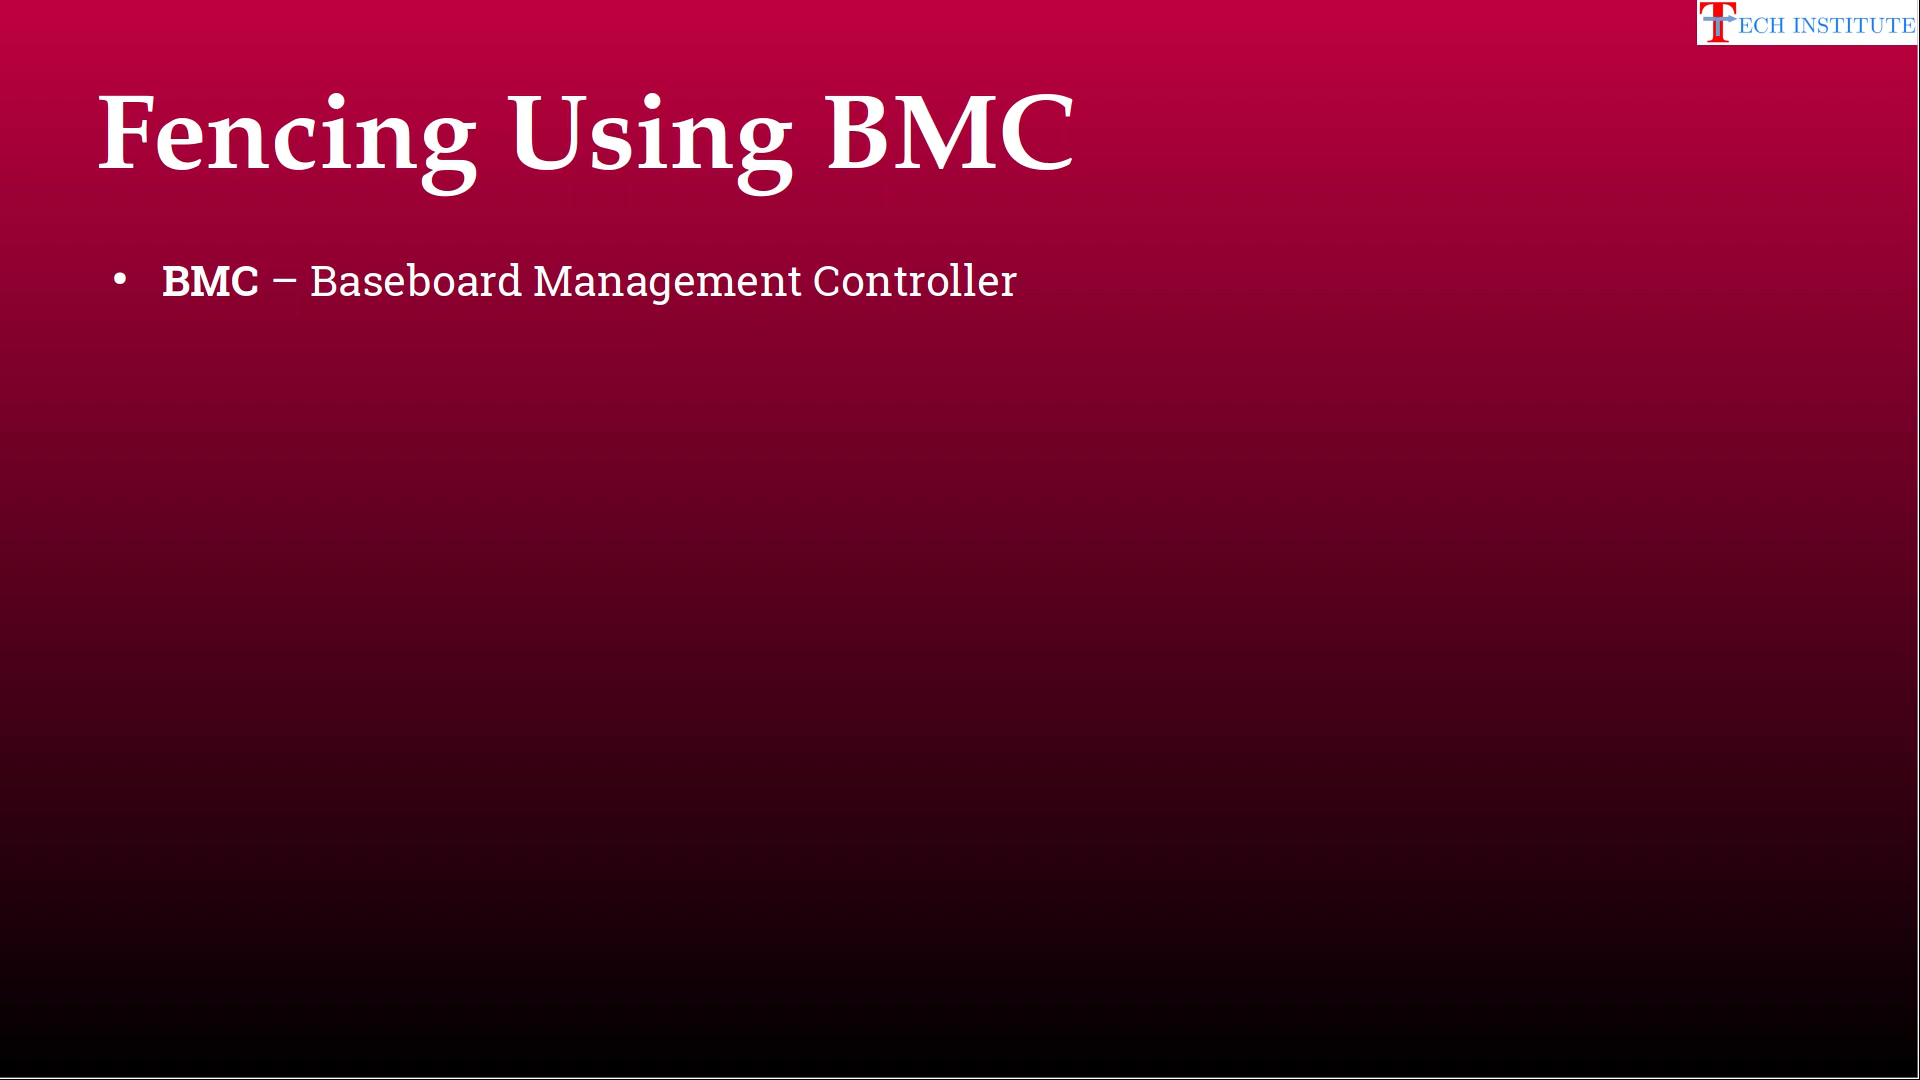 TECH INSTITUTE
Fencing Using BMC
• BMC – Baseboard Management Controller